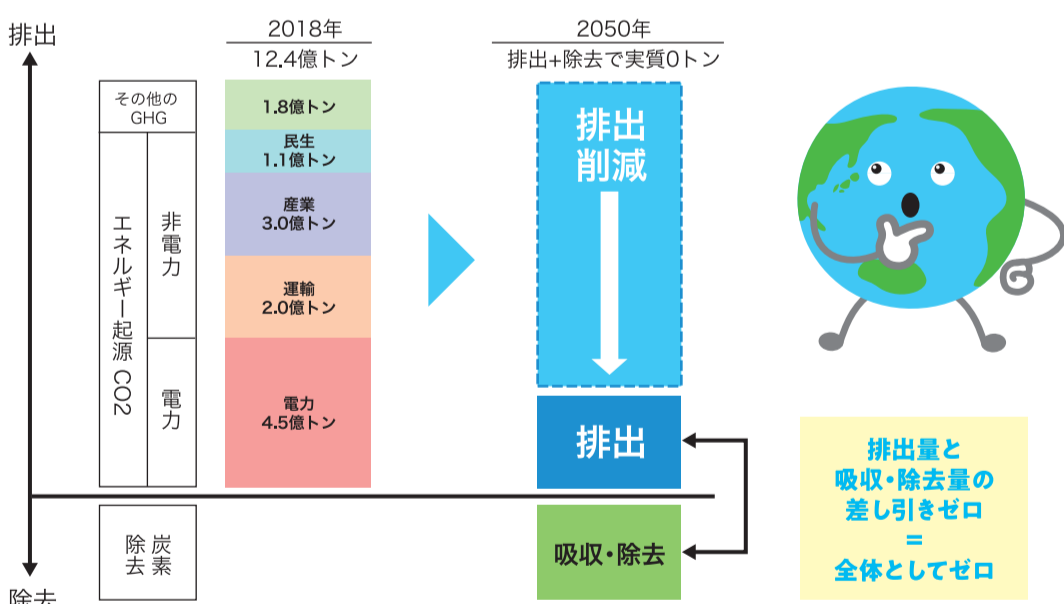 排出
2018年
12.4億トン
2050年
排出+除去で実質0トン
その他の
GHG
エネルギー起源 CO2
非電力
電力
1.8億トン
民生
1.1億トン
産業
3.0億トン
運輸
2.0億トン
電力
4.5億トン
排出
削減
排出
炭素
除去
吸収・除去
除去
排出量と
吸収・除去量の
差し引きゼロ
=
全体としてゼロ